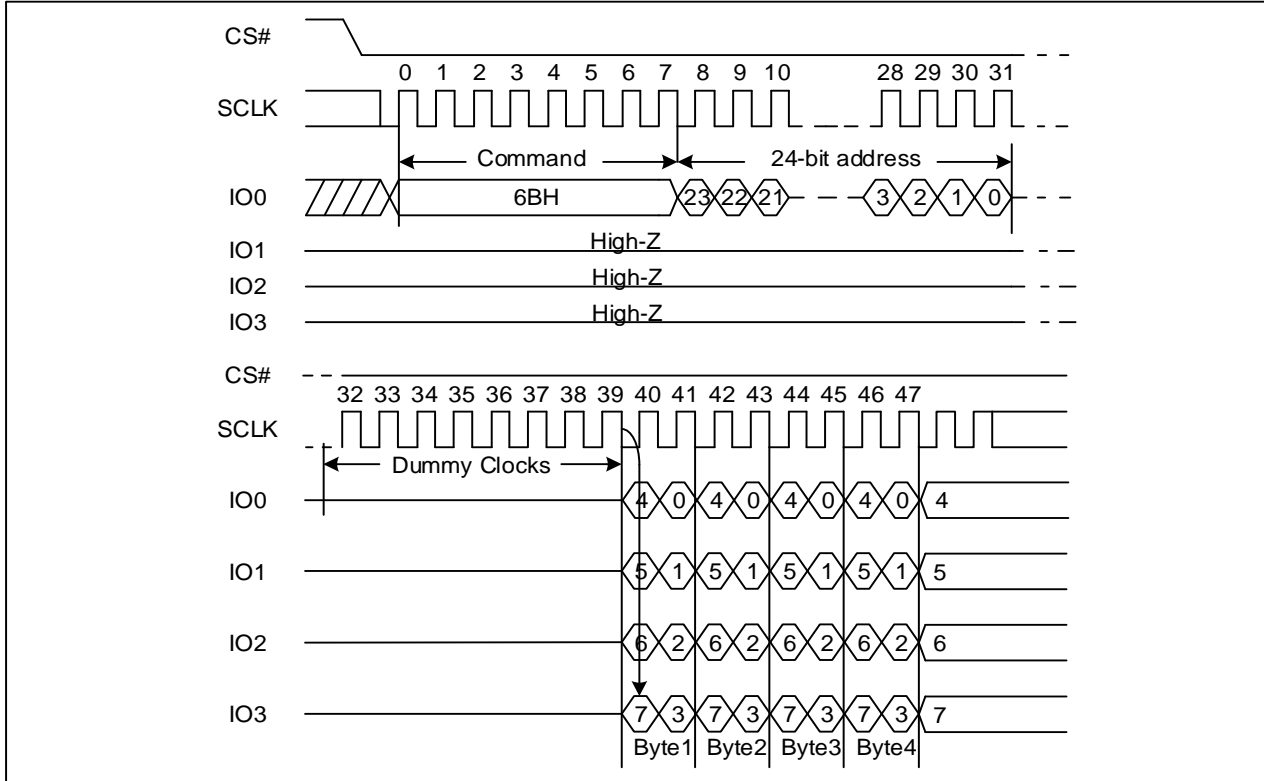 CS#
0 1 2 3 4 5 6 7 8 9 10 28 29 30 31
SCLK
Command 24-bit address
IO0 6BH 23 22 21 3 2 1 0
High-Z
IO1
High-Z
IO2
High-Z
IO3
CS#
32 33 34 35 36 37 38 39 40 41 42 43 44 45 46 47
SCLK
Dummy Clocks
IO0 4 0 4 0 4 0 4 0 4
IO1 5 1 5 1 5 1 5 1 5
IO2 6 2 6 2 6 2 6 2 6
IO3 7 3 7 3 7 3 7 3 7
Byte1 Byte2 Byte3 Byte4